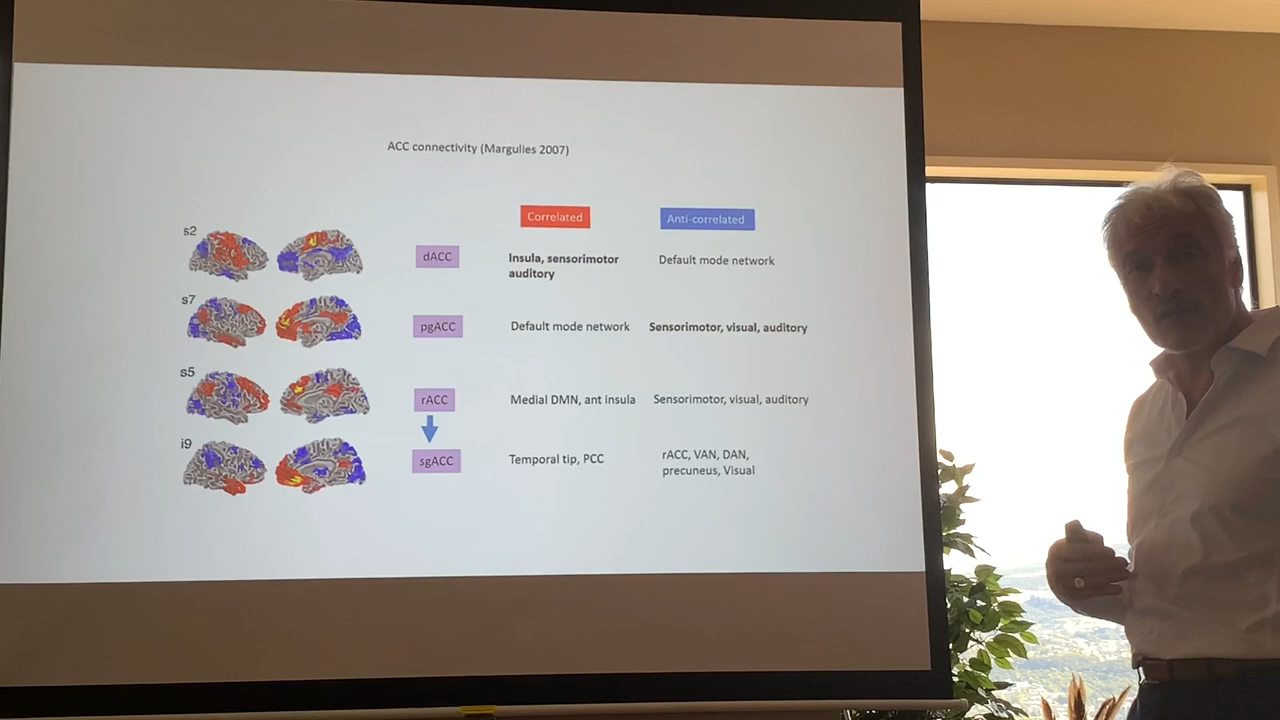 ACC connectivity (Margulies 2007)
Correlated
Anti-correlated
s2
dACC
Insula, sensorimotor
auditory
Default mode network
s7
pgACC
Default mode network
Sensorimotor, visual, auditory
s5
rACC
Medial DMN, ant insula
Sensorimotor, visual, auditory
i9
sgACC
Temporal tip, PCC
rACC, VAN, DAN,
precuneus, Visual